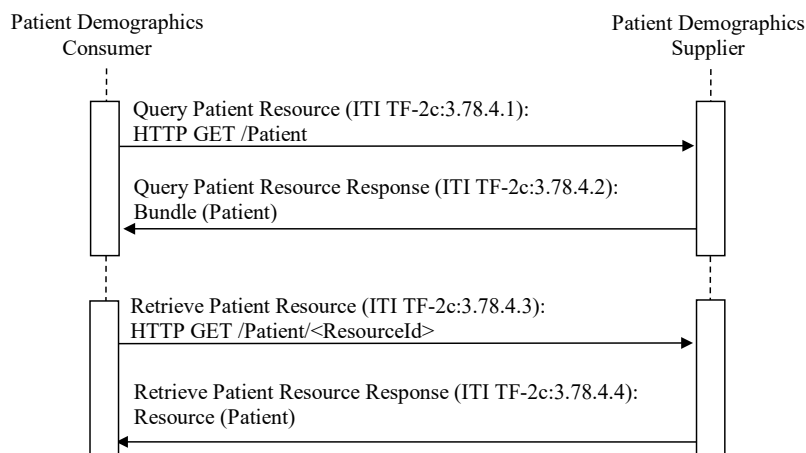 Patient Demographics
Consumer
Patient Demographics
Supplier
Query Patient Resource (ITI TF-2c:3.78.4.1):
HTTP GET /Patient
Query Patient Resource Response (ITI TF-2c:3.78.4.2):
Bundle (Patient)
Retrieve Patient Resource (ITI TF-2c:3.78.4.3):
HTTP GET /Patient/<ResourceId>
Retrieve Patient Resource Response (ITI TF-2c:3.78.4.4):
Resource (Patient)